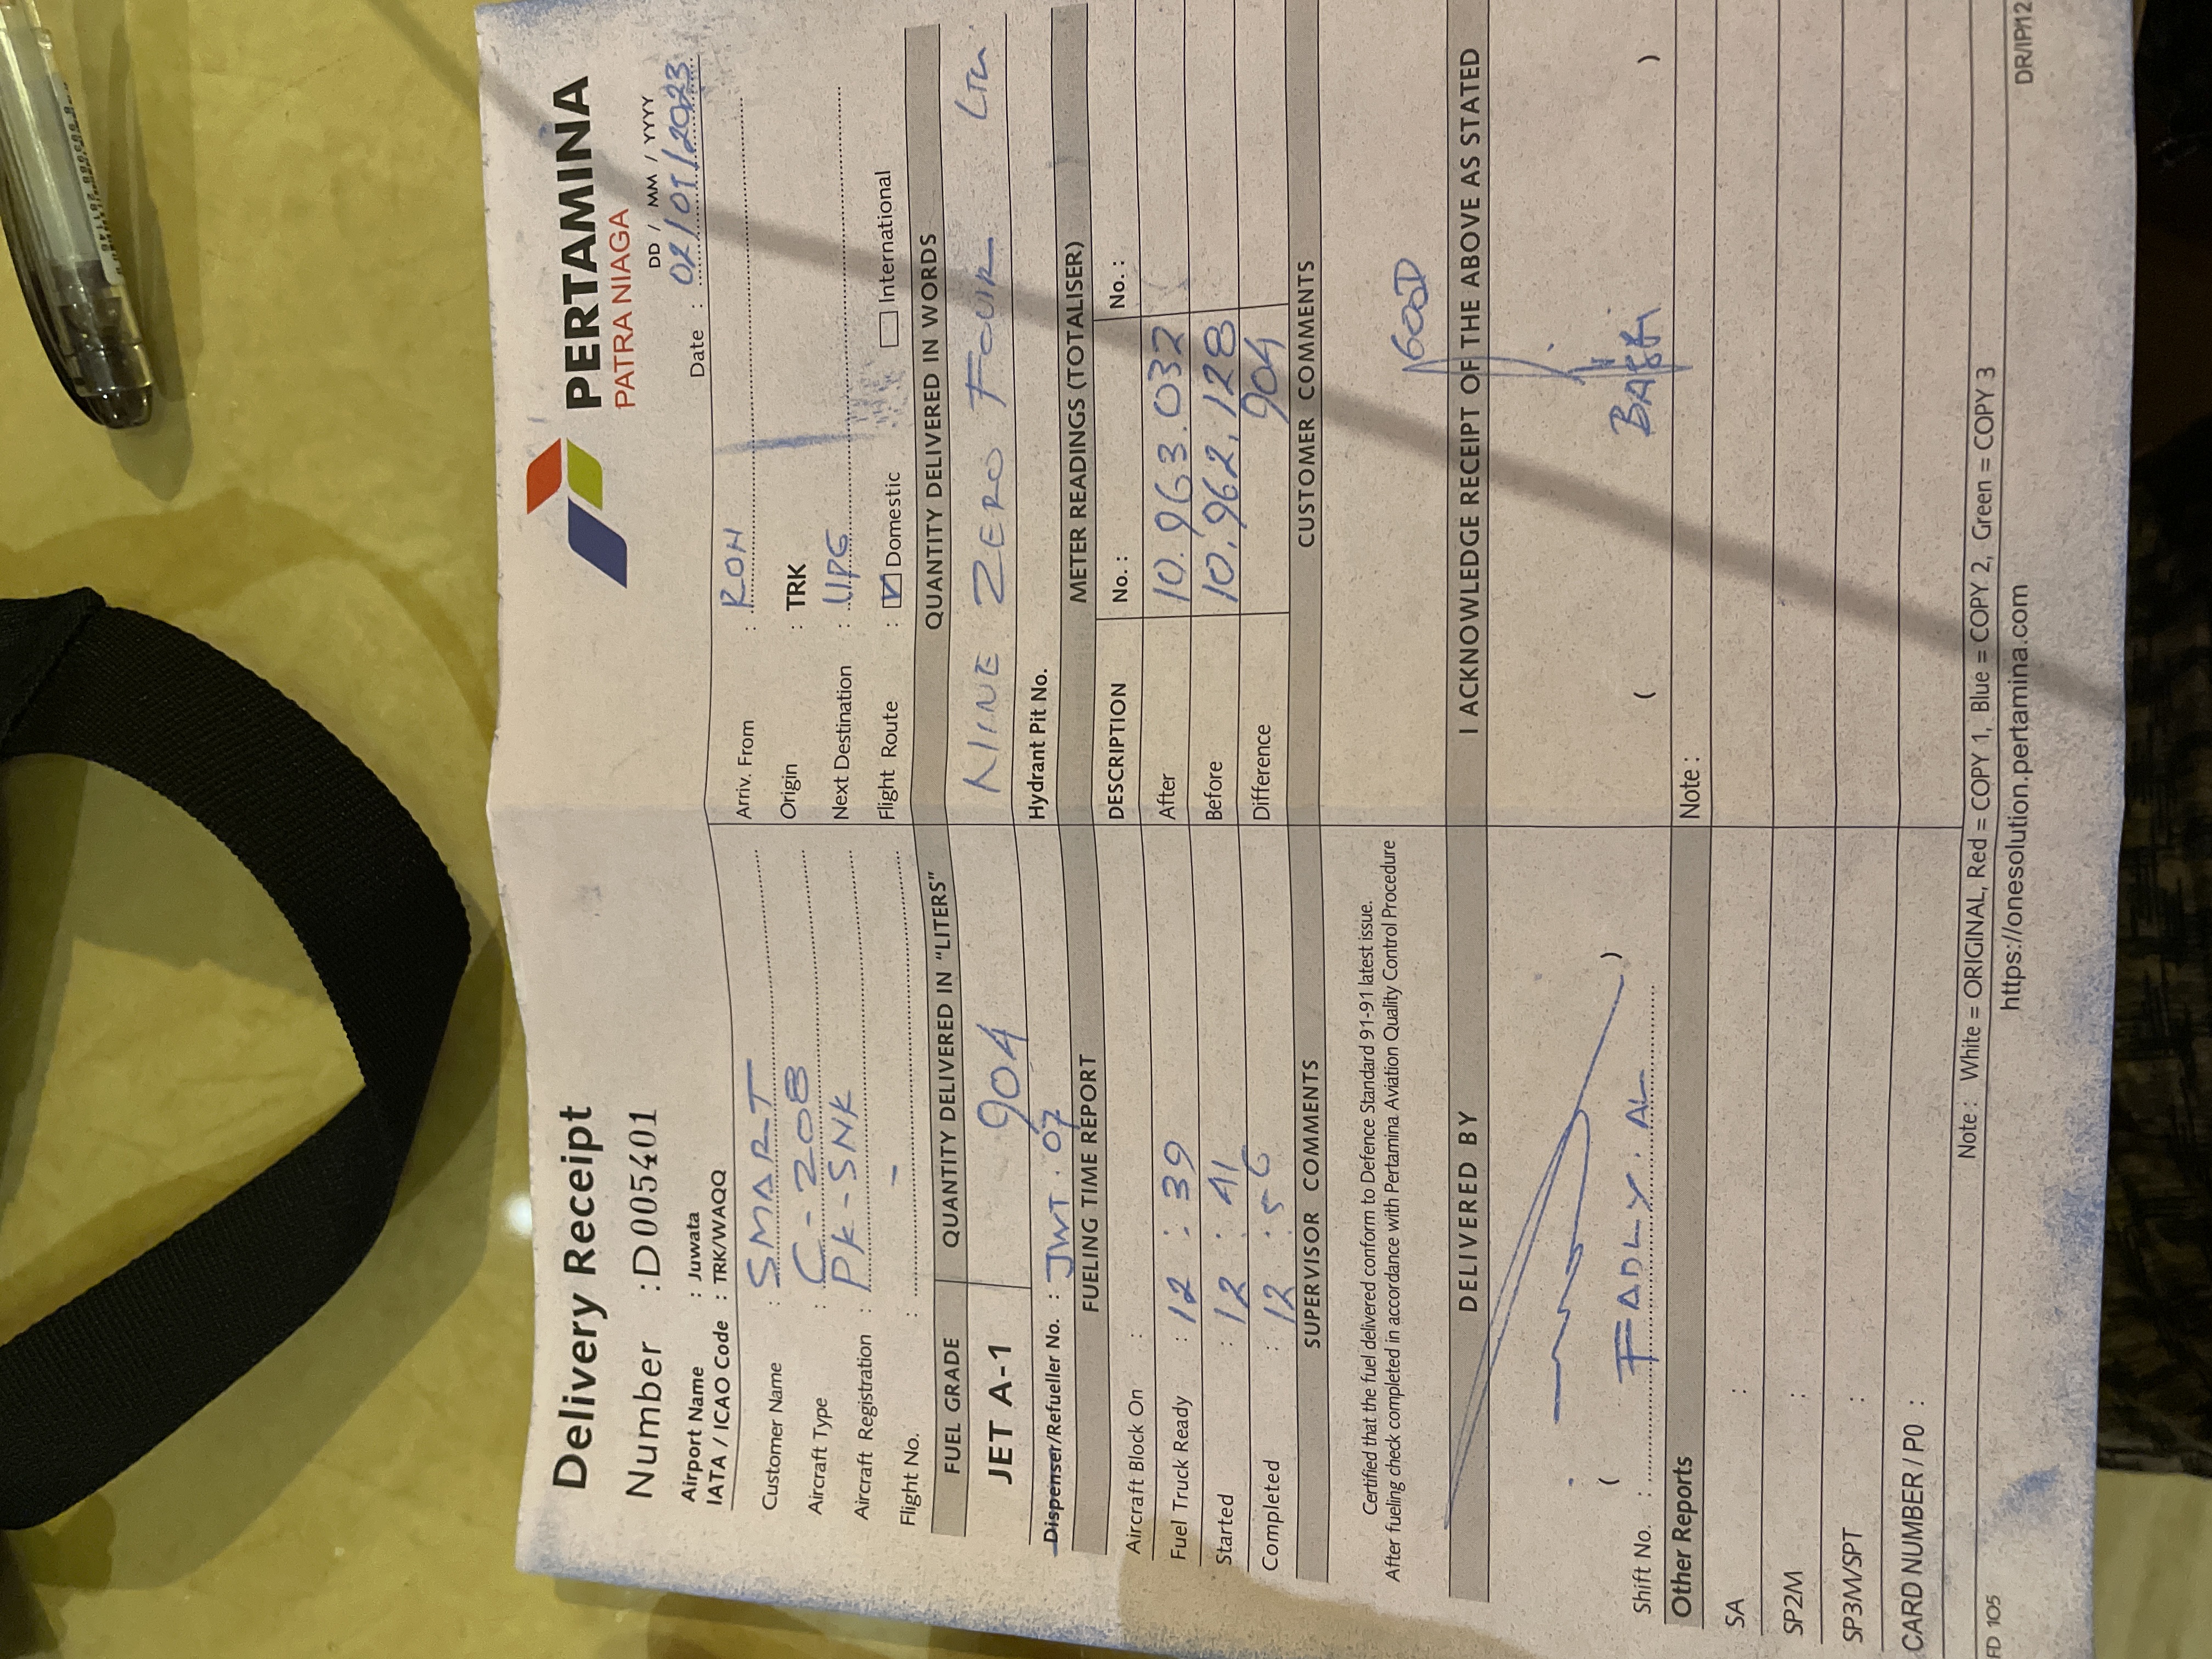 Delivery Receipt
Number : D005401
PERTAMINA
PATRA NIAGA
DD / MM / YYYY
Date : 02/01/2023
Airport Name : Juwata
IATA / ICAO Code : TRK/WAQQ
Customer Name : SMART
Aircraft Type : C-208
Aircraft Registration : PK-SNK
Flight No. : -
Arriv. From : ROH
Origin : TRK
Next Destination : UPG
Flight Route : Domestic International
FUEL GRADE QUANTITY DELIVERED IN "LITERS" QUANTITY DELIVERED IN WORDS
JET A-1 904 NINE ZERO FOUR LTR
Dispenser/Refueller No. : JWT . 07 Hydrant Pit No.
FUELING TIME REPORT METER READINGS (TOTALISER)
Aircraft Block On : DESCRIPTION No. : No. :
Fuel Truck Ready : 12 : 39 After 10.963.032
Started : 12 : 41 Before 10.962.128
Completed : 12 : 56 Difference 904
SUPERVISOR COMMENTS CUSTOMER COMMENTS
Certified that the fuel delivered conform to Defence Standard 91-91 latest issue.
After fueling check completed in accordance with Pertamina Aviation Quality Control Procedure
GOOD
DELIVERED BY I ACKNOWLEDGE RECEIPT OF THE ABOVE AS STATED
( FADLY. AL ) ( )
Shift No. :
Other Reports Note :
SA :
SP2M :
SP3M/SPT :
CARD NUMBER / P0 :
Note : White = ORIGINAL, Red = COPY 1, Blue = COPY 2, Green = COPY 3
FD 105 https://onesolution.pertamina.com DR/IP112